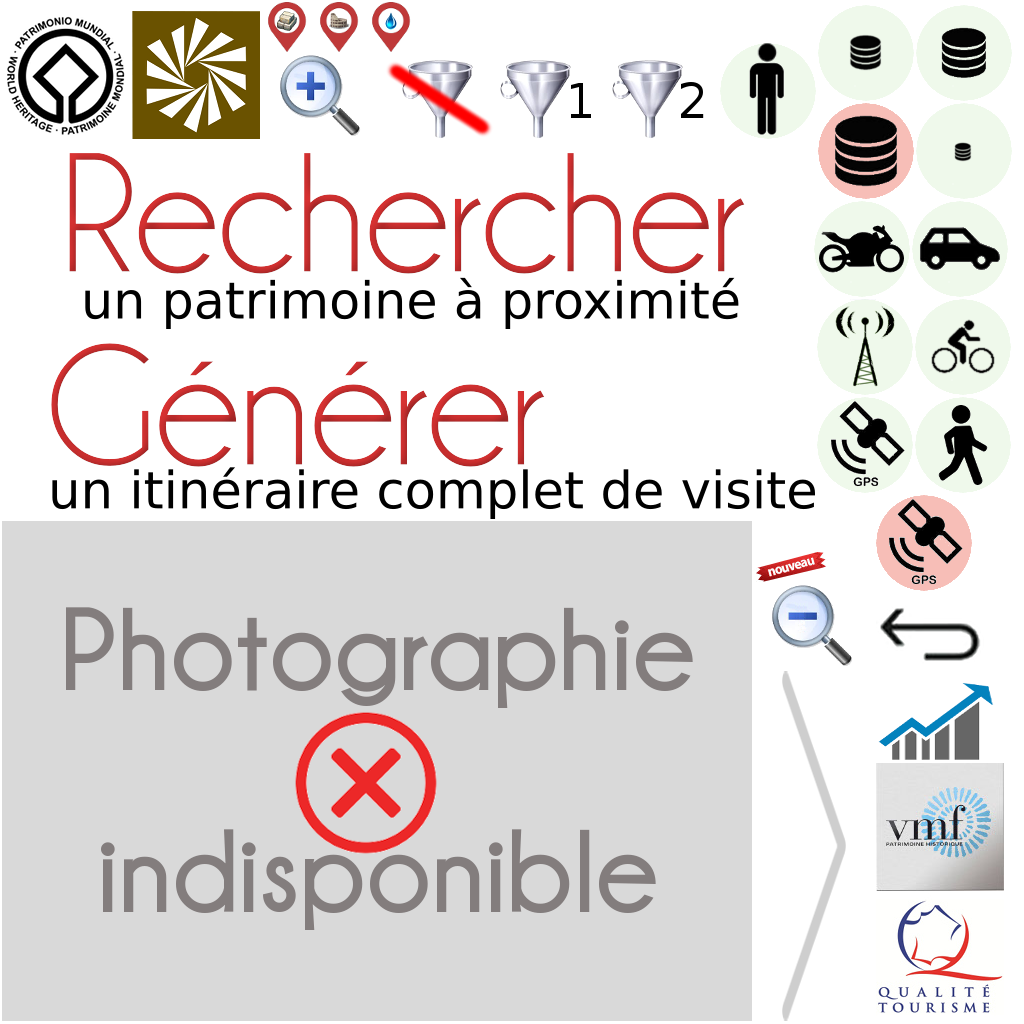 · PATRIMONIO MUNDIAL · WORLD HERITAGE · PATRIMOINE MONDIAL
1
2
Rechercher
un patrimoine à proximité
Générer
un itinéraire complet de visite
GPS
GPS
nouveau
Photographie
indisponible
vmf
PATRIMOINE HISTORIQUE
QUALITÉ
TOURISME